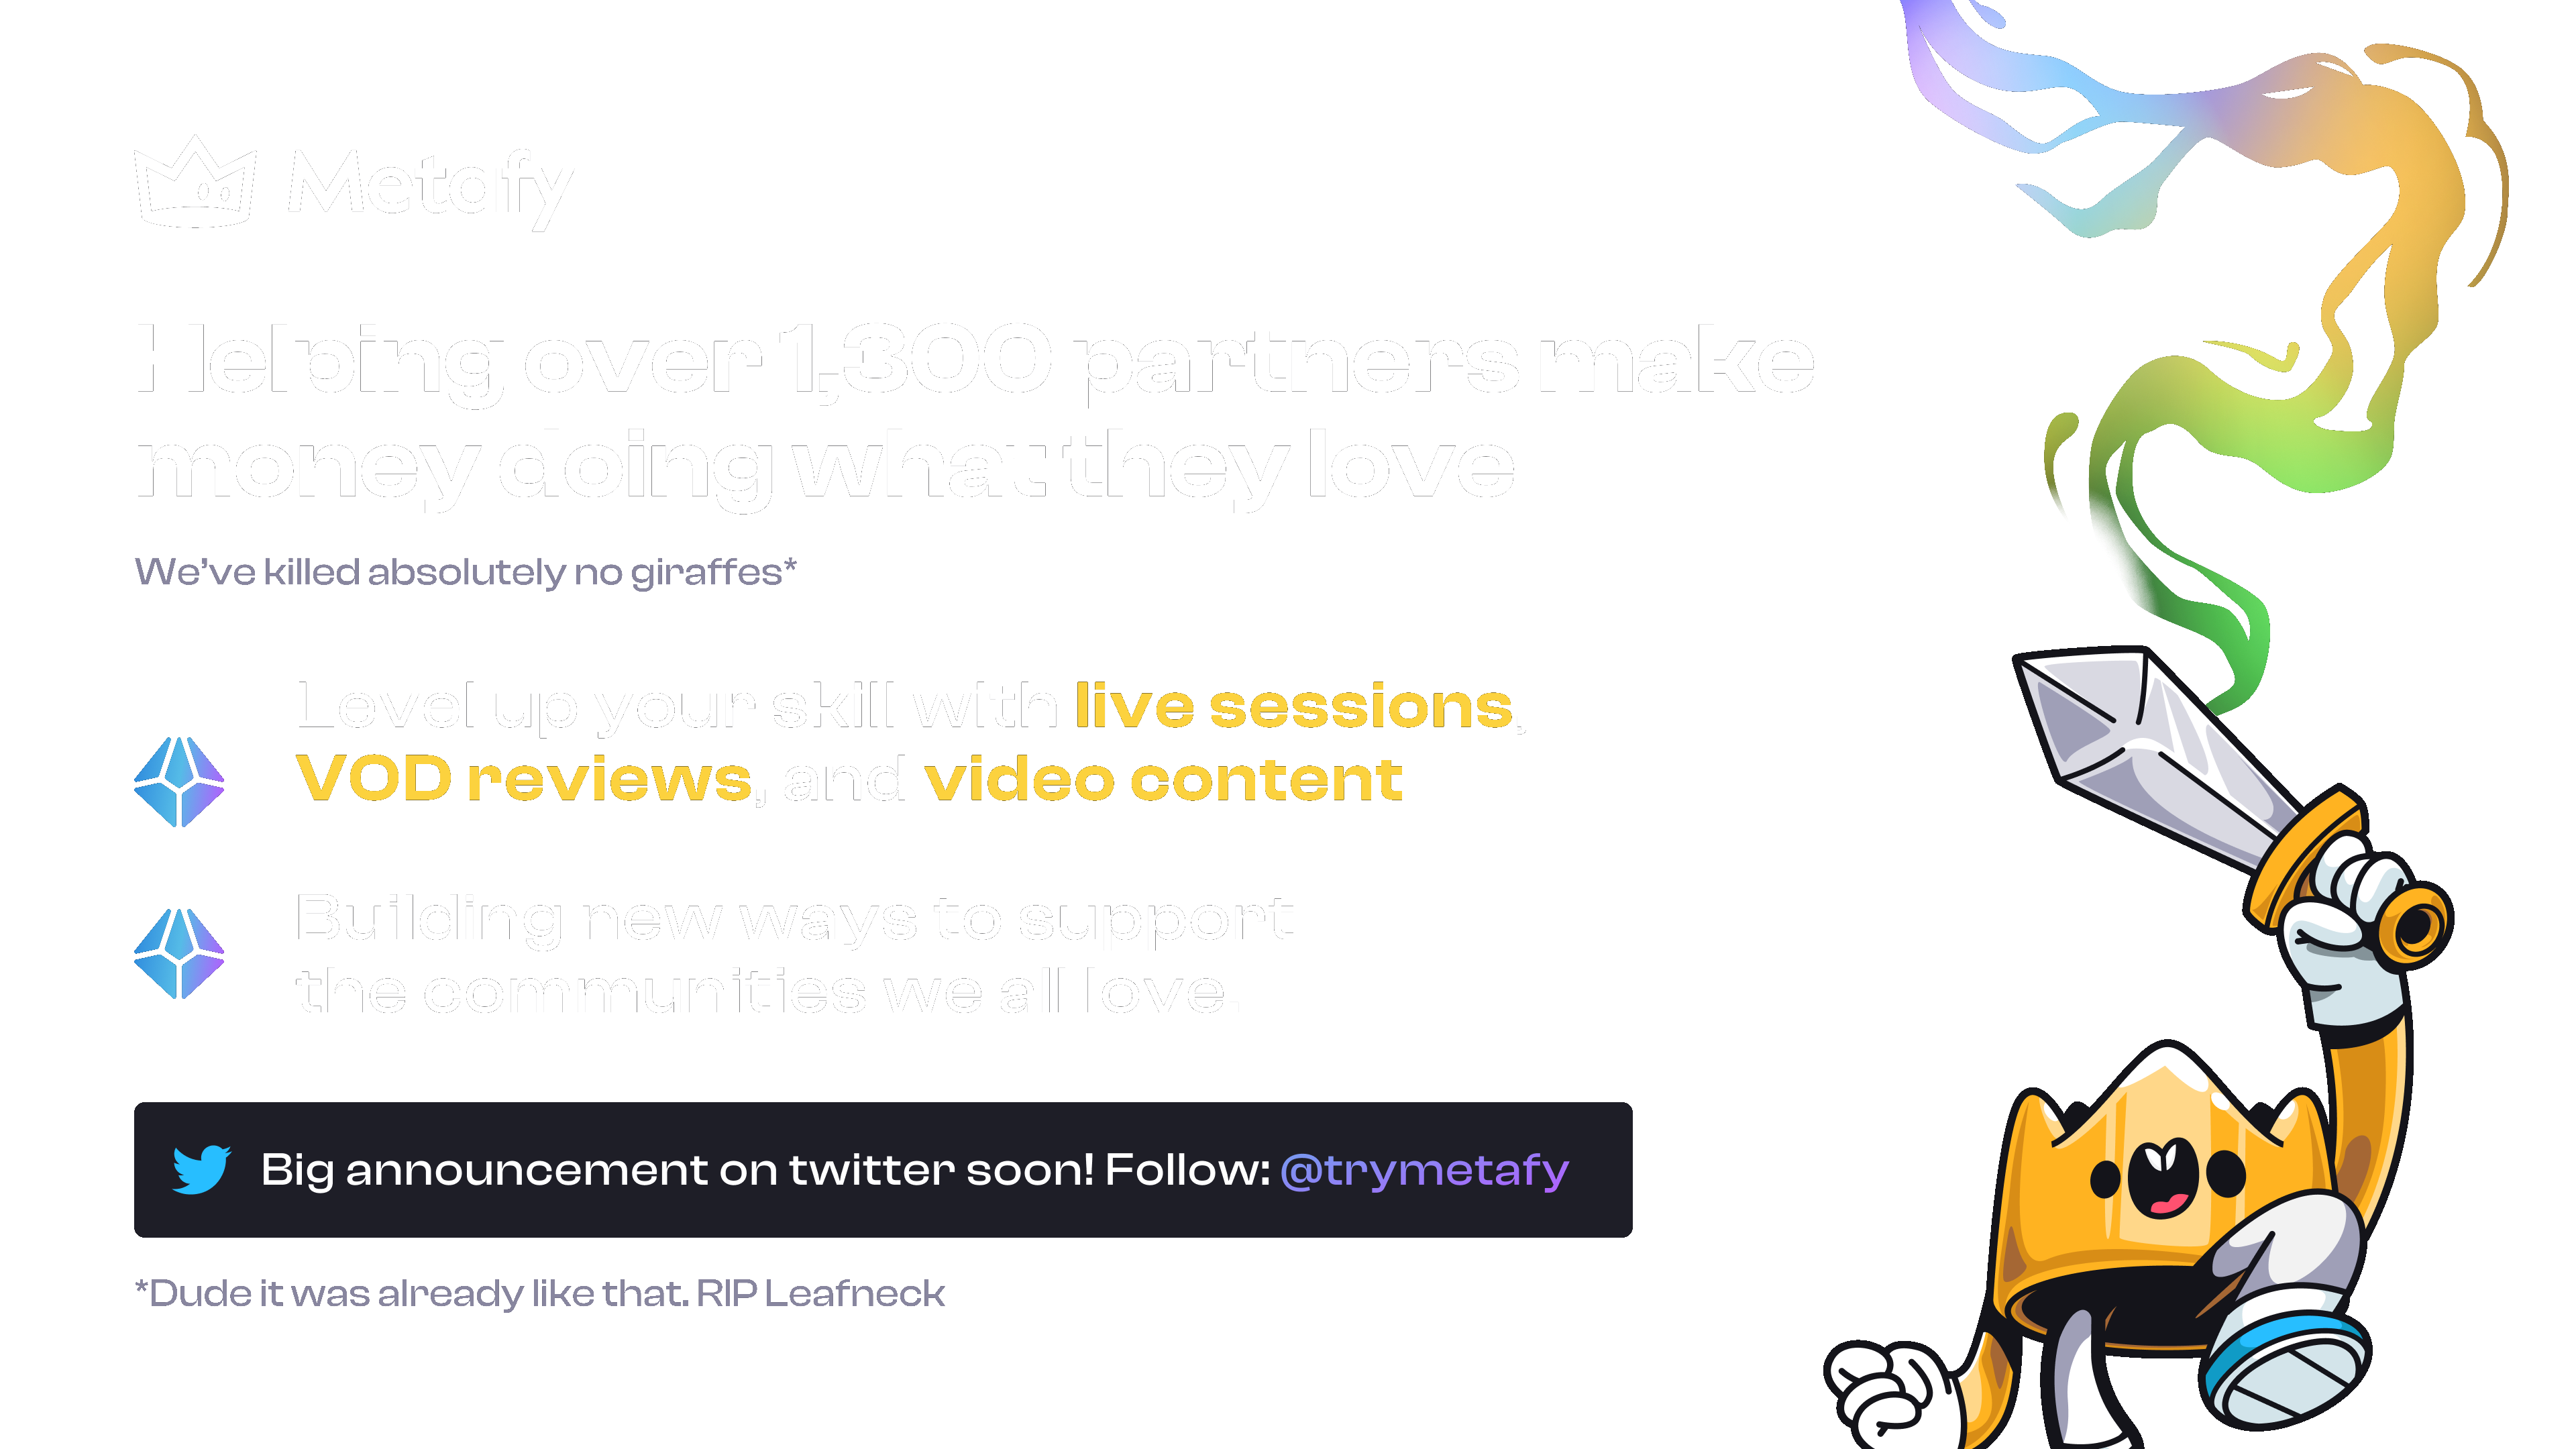 Metafy
Helping over 1,300 partners make
money doing what they love
We've killed absolutely no giraffes*
Level up your skill with live sessions,
VOD reviews, and video content
Building new ways to support
the communities we all love.
Big announcement on twitter soon! Follow: @trymetafy
*Dude it was already like that. RIP Leafneck